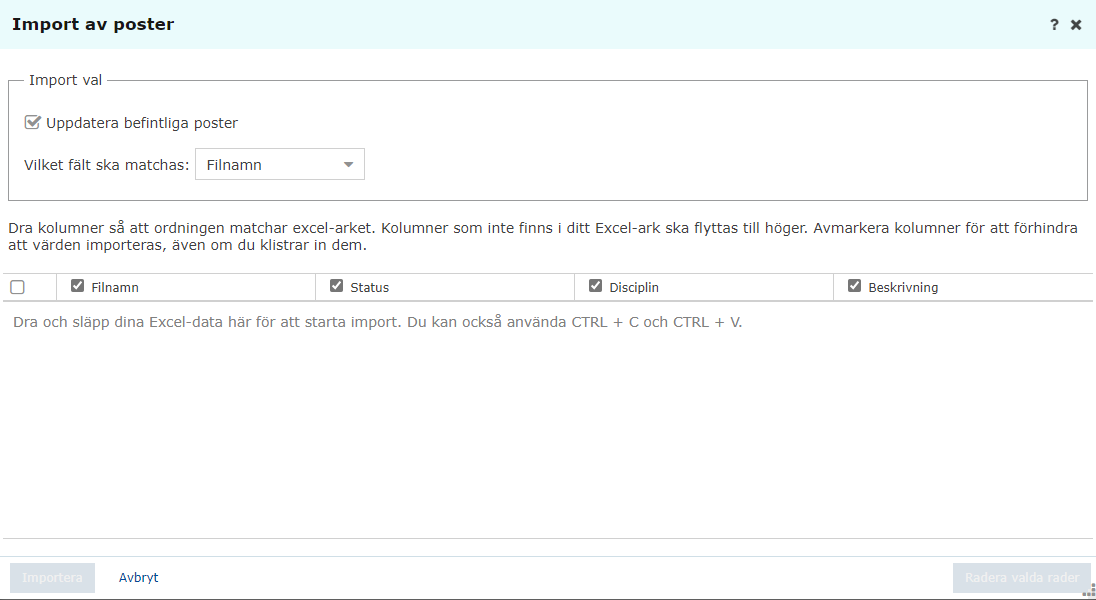 Import av poster
?
Import val
Uppdatera befintliga poster
Vilket fält ska matchas: Filnamn
Dra kolumner så att ordningen matchar excel-arket. Kolumner som inte finns i ditt Excel-ark ska flyttas till höger. Avmarkera kolumner för att förhindra
att värden importeras, även om du klistrar in dem.
Filnamn Status Disciplin Beskrivning
Dra och släpp dina Excel-data här för att starta import. Du kan också använda CTRL + C och CTRL + V.
Importera Avbryt Radera valda rader